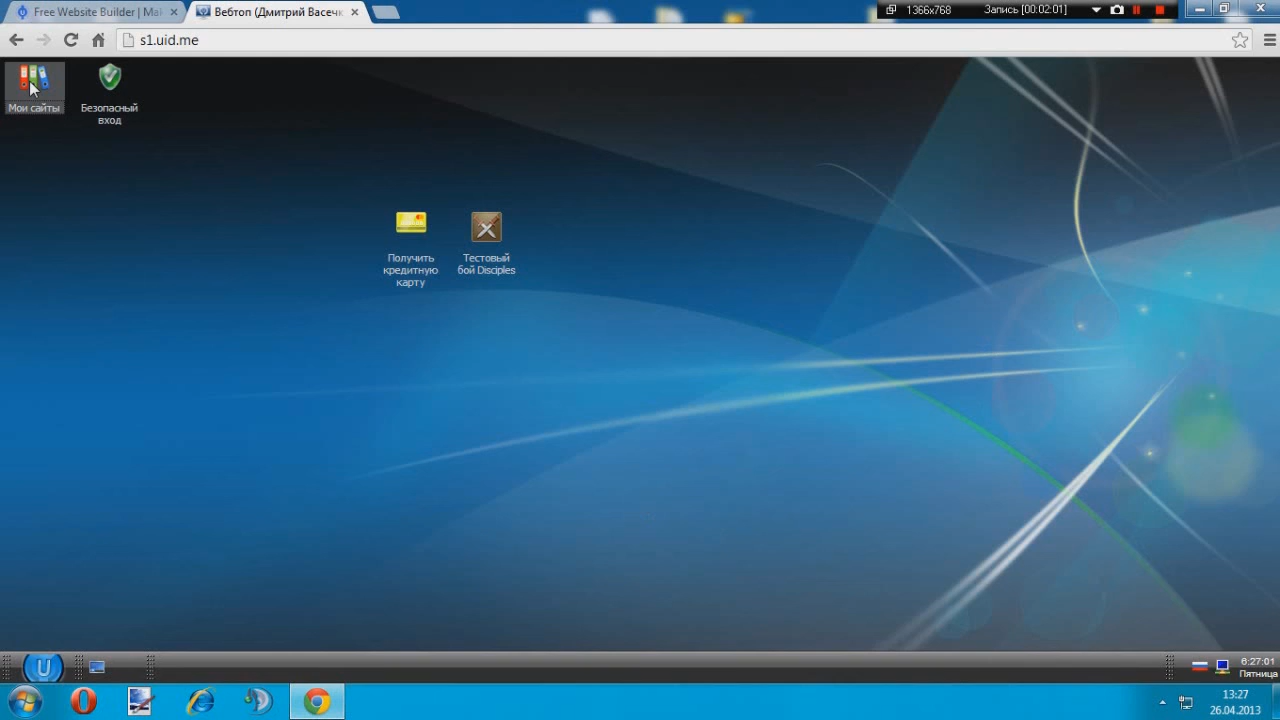 Free Website Builder | Mak
Вебтоп (Дмитрий Васечк
1366x768
Запись [00:02:01]
s1.uid.me
Мои сайты
Безопасный
вход
Получить
кредитную
карту
Тестовый
бой Disciples
U
6:27:01
Пятница
13:27
26.04.2013